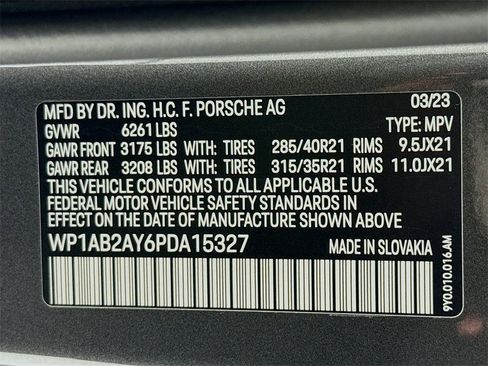 MFD BY DR. ING. H.C. F. PORSCHE AG 03/23
GVWR 6261 LBS TYPE: MPV
GAWR FRONT 3175 LBS WITH: TIRES 285/40R21 RIMS 9.5JX21
GAWR REAR 3208 LBS WITH: TIRES 315/35R21 RIMS 11.0JX21
THIS VEHICLE CONFORMS TO ALL APPLICABLE U.S.
FEDERAL MOTOR VEHICLE SAFETY STANDARDS IN
EFFECT ON THE DATE OF MANUFACTURE SHOWN ABOVE.
WP1AB2AY6PDA15327 MADE IN SLOVAKIA
9Y0.010.016.AM